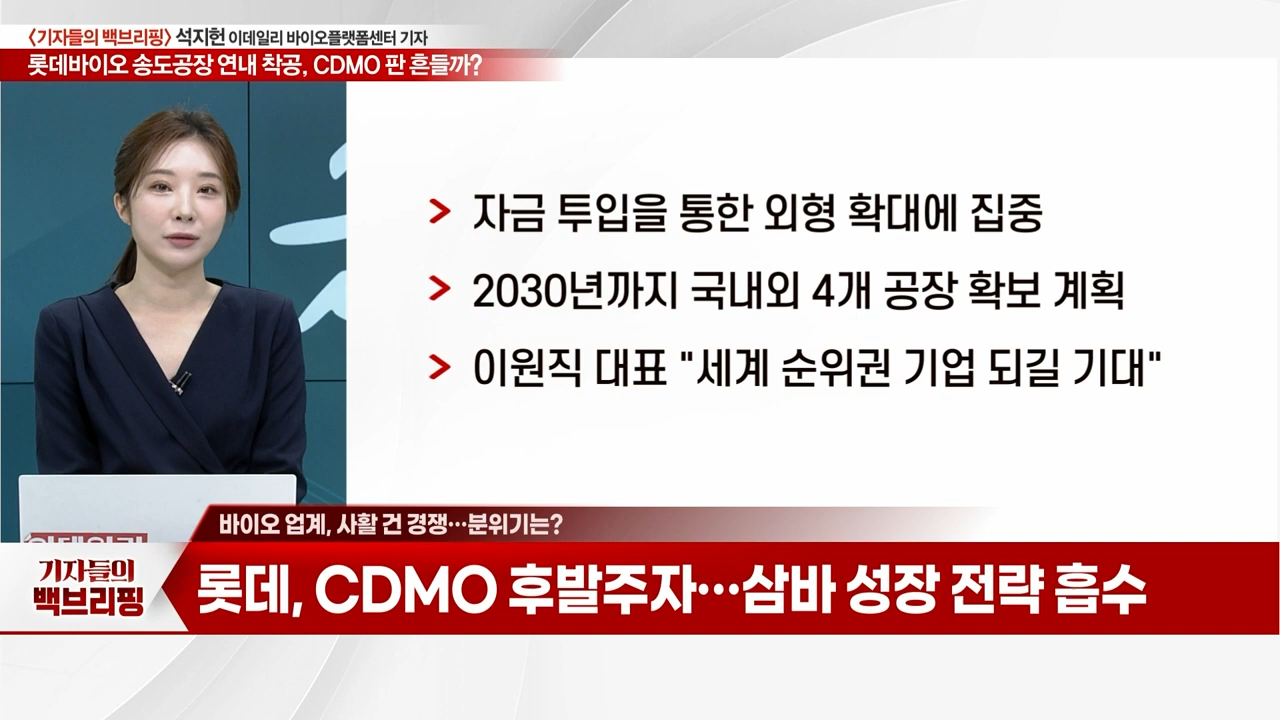 <기자들의 백브리핑> 석지헌 이데일리 바이오플랫폼센터 기자
롯데바이오 송도공장 연내 착공, CDMO 판 흔들까?
> 자금 투입을 통한 외형 확대에 집중
> 2030년까지 국내외 4개 공장 확보 계획
> 이원직 대표 "세계 순위권 기업 되길 기대"
바이오 업계, 사활 건 경쟁…분위기는?
기자들의
백브리핑
롯데, CDMO 후발주자…삼바 성장 전략 흡수